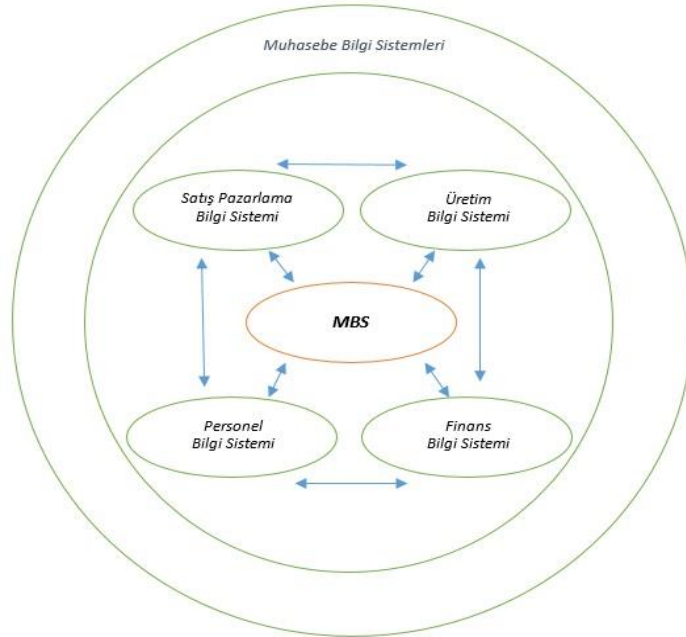 Muhasebe Bilgi Sistemleri
Satış Pazarlama
Bilgi Sistemi
Üretim
Bilgi Sistemi
MBS
Personel
Bilgi Sistemi
Finans
Bilgi Sistemi